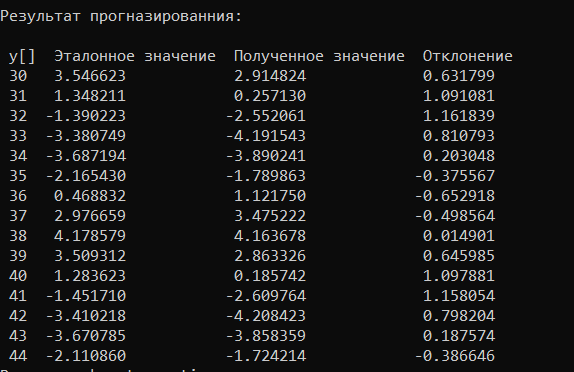 Результат прогназированния:
y[] Эталонное значение Полученное значение Отклонение
30 3.546623 2.914824 0.631799
31 1.348211 0.257130 1.091081
32 -1.390223 -2.552061 1.161839
33 -3.380749 -4.191543 0.810793
34 -3.687194 -3.890241 0.203048
35 -2.165430 -1.789863 -0.375567
36 0.468832 1.121750 -0.652918
37 2.976659 3.475222 -0.498564
38 4.178579 4.163678 0.014901
39 3.509312 2.863326 0.645985
40 1.283623 0.185742 1.097881
41 -1.451710 -2.609764 1.158054
42 -3.410218 -4.208423 0.798204
43 -3.670785 -3.858359 0.187574
44 -2.110860 -1.724214 -0.386646